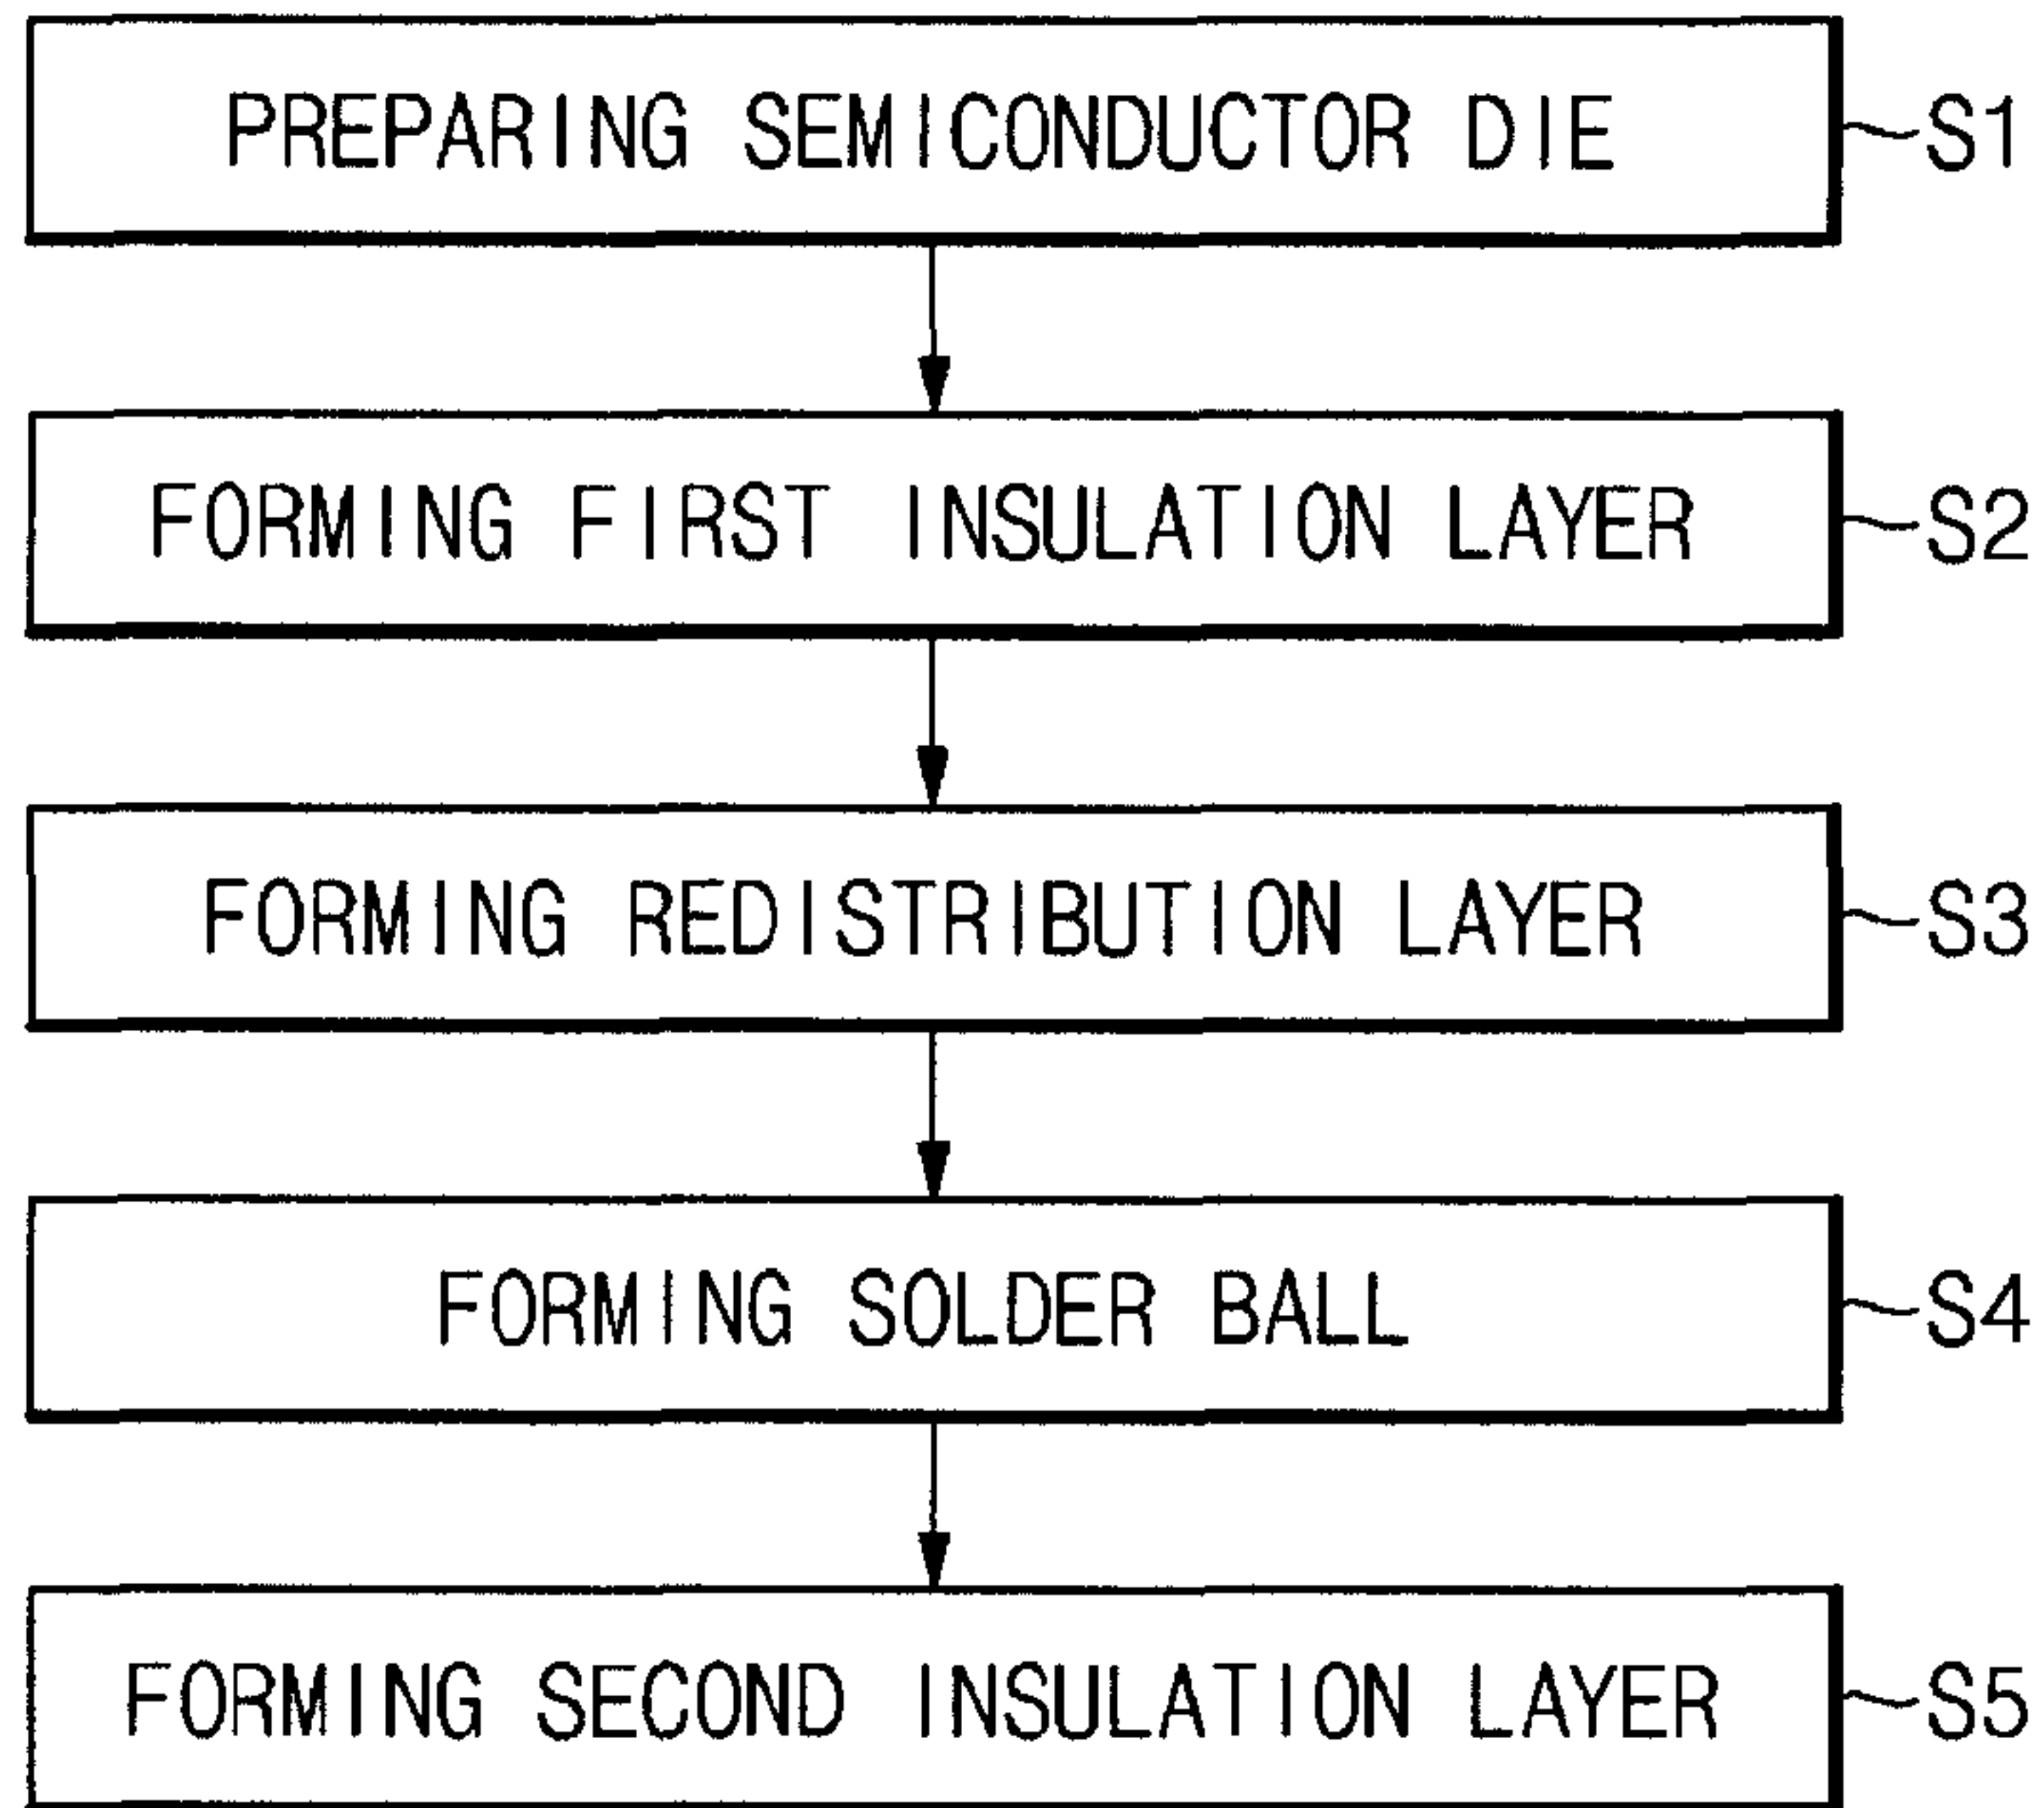 PREPARING SEMICONDUCTOR DIE S1
FORMING FIRST INSULATION LAYER S2
FORMING REDISTRIBUTION LAYER S3
FORMING SOLDER BALL S4
FORMING SECOND INSULATION LAYER S5